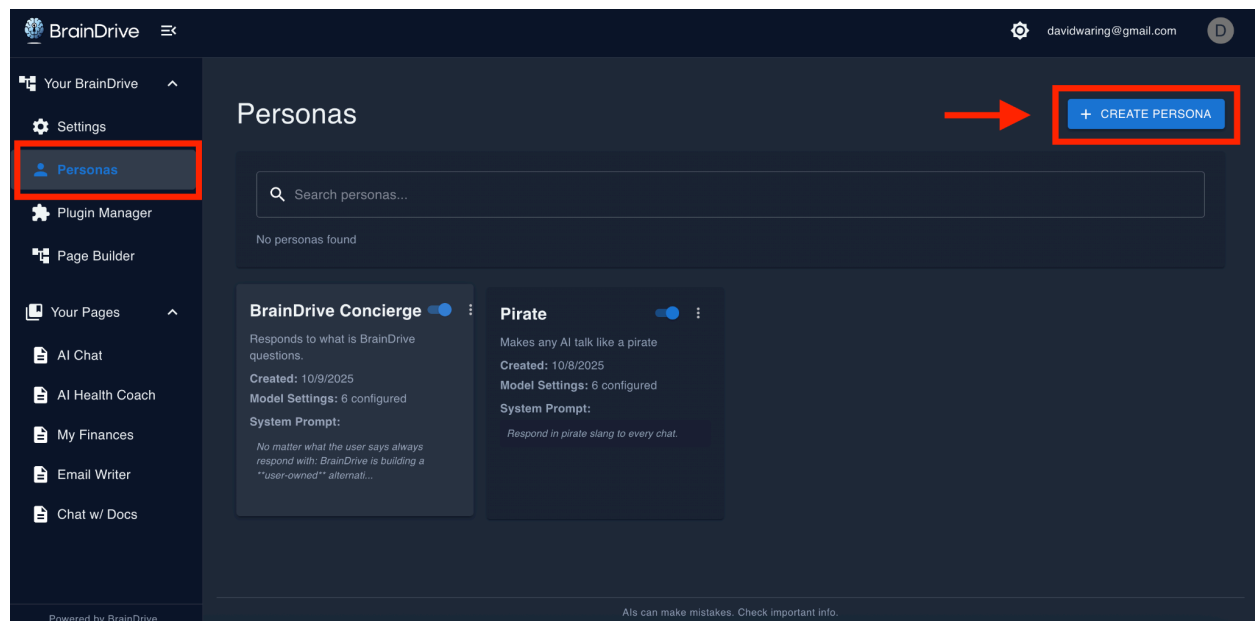 BrainDrive
davidwaring@gmail.com
D
Your BrainDrive
Settings
Personas
Plugin Manager
Page Builder
Your Pages
AI Chat
AI Health Coach
My Finances
Email Writer
Chat w/ Docs
Powered by BrainDrive
Personas
+ CREATE PERSONA
Search personas...
No personas found
BrainDrive Concierge
Responds to what is BrainDrive
questions.
Created: 10/9/2025
Model Settings: 6 configured
System Prompt:
No matter what the user says always
respond with: BrainDrive is building a
**user-owned** alternati...
Pirate
Makes any AI talk like a pirate
Created: 10/8/2025
Model Settings: 6 configured
System Prompt:
Respond in pirate slang to every chat.
AIs can make mistakes. Check important info.